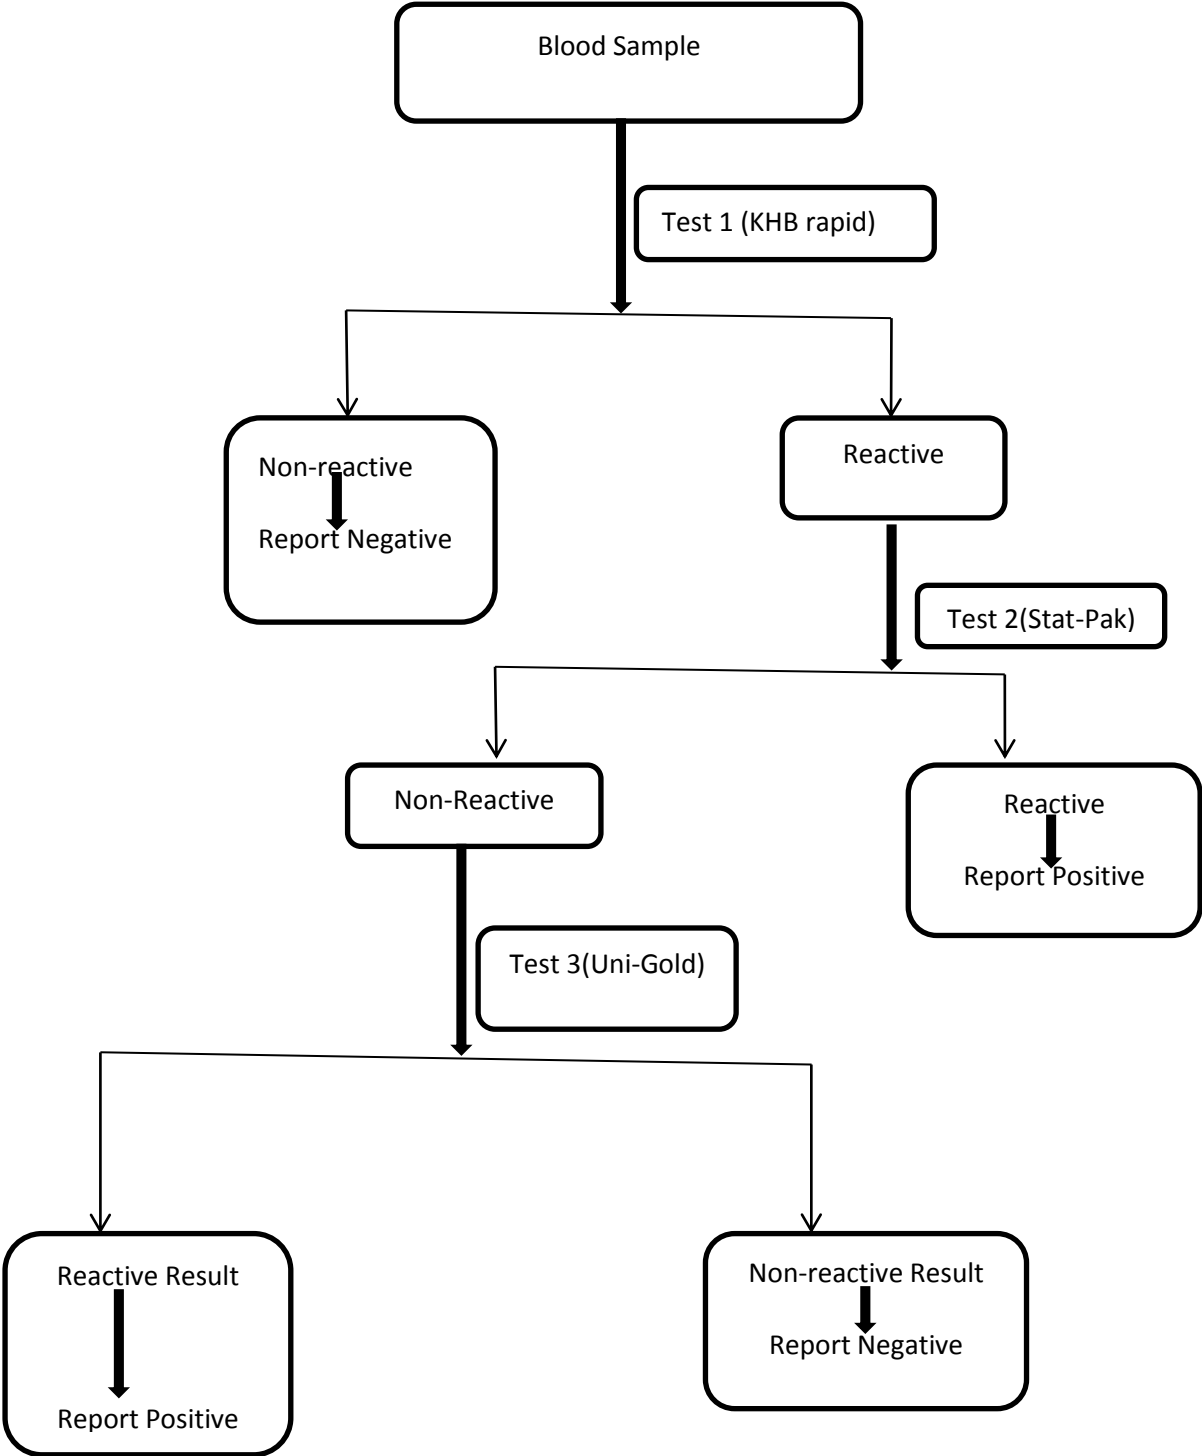 Blood Sample
Test 1 (KHB rapid)
Non-reactive
Report Negative
Reactive
Test 2(Stat-Pak)
Non-Reactive
Reactive
Report Positive
Test 3(Uni-Gold)
Reactive Result
Report Positive
Non-reactive Result
Report Negative